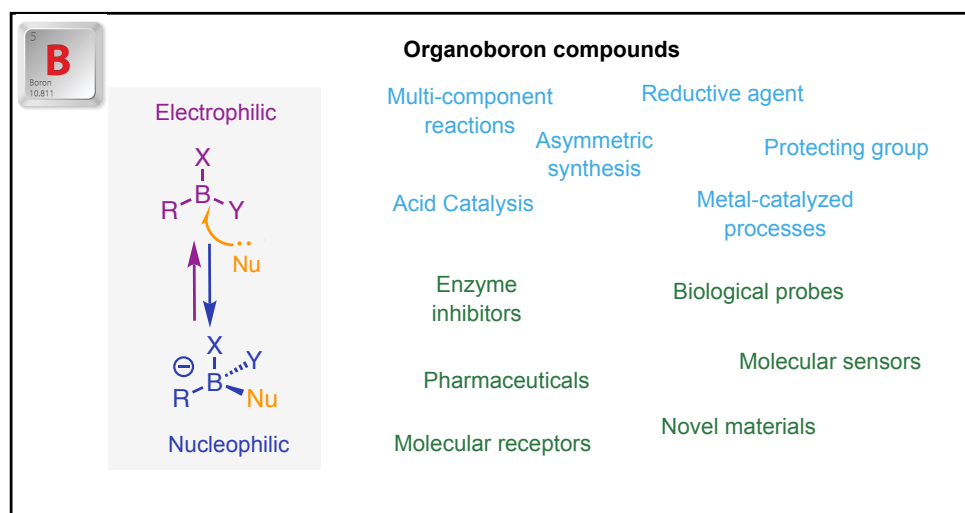 5
B
Boron
10.811
Organoboron compounds
Electrophilic
X
B
R
Y
Nu
X
Y
B
R
Nu
Nucleophilic
Multi-component
reactions
Reductive agent
Asymmetric
synthesis
Protecting group
Acid Catalysis
Metal-catalyzed
processes
Enzyme
inhibitors
Biological probes
Pharmaceuticals
Molecular sensors
Molecular receptors
Novel materials